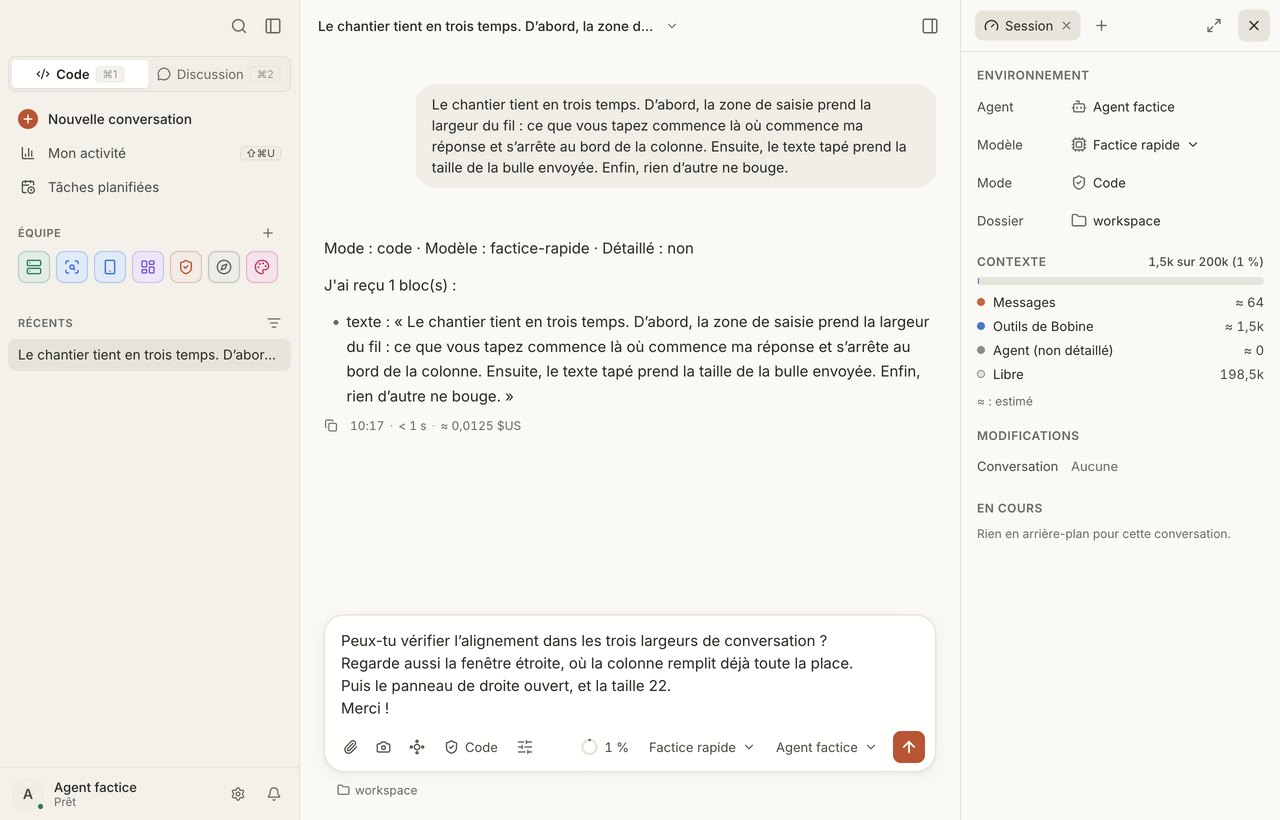 Code ⌘1
Discussion ⌘2
Nouvelle conversation
Mon activité ⇧⌘U
Tâches planifiées
ÉQUIPE
RÉCENTS
Le chantier tient en trois temps. D’abor...
A
Agent factice
Prêt
Le chantier tient en trois temps. D’abord, la zone d...
Le chantier tient en trois temps. D’abord, la zone de saisie prend la
largeur du fil : ce que vous tapez commence là où commence ma
réponse et s’arrête au bord de la colonne. Ensuite, le texte tapé prend la
taille de la bulle envoyée. Enfin, rien d’autre ne bouge.
Mode : code · Modèle : factice-rapide · Détaillé : non
J'ai reçu 1 bloc(s) :
• texte : « Le chantier tient en trois temps. D’abord, la zone de saisie prend la largeur
du fil : ce que vous tapez commence là où commence ma réponse et s’arrête au
bord de la colonne. Ensuite, le texte tapé prend la taille de la bulle envoyée. Enfin,
rien d’autre ne bouge. »
10:17 · < 1 s · ≈ 0,0125 $US
Peux-tu vérifier l’alignement dans les trois largeurs de conversation ?
Regarde aussi la fenêtre étroite, où la colonne remplit déjà toute la place.
Puis le panneau de droite ouvert, et la taille 22.
Merci !
Code 1 % Factice rapide Agent factice
workspace
Session
ENVIRONNEMENT
Agent Agent factice
Modèle Factice rapide
Mode Code
Dossier workspace
CONTEXTE 1,5k sur 200k (1 %)
Messages ≈ 64
Outils de Bobine ≈ 1,5k
Agent (non détaillé) ≈ 0
Libre 198,5k
≈ : estimé
MODIFICATIONS
Conversation Aucune
EN COURS
Rien en arrière-plan pour cette conversation.